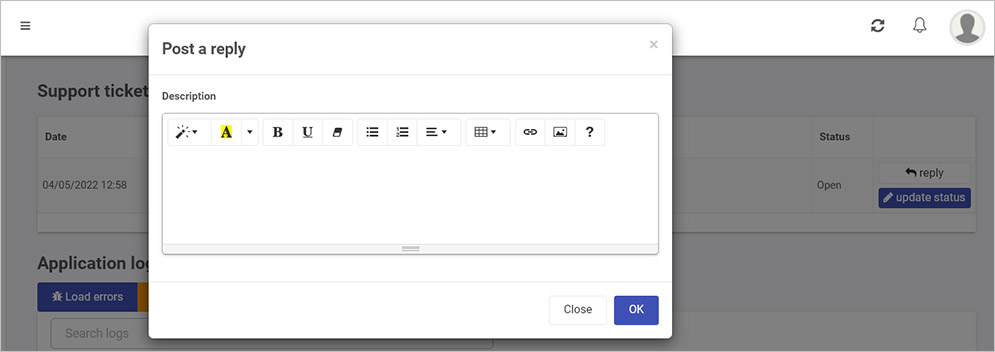 Post a reply
×
Support ticket
Description
Date
Status
A
B
U
?
04/05/2022 12:58
Open
reply
update status
Application log
Load errors
Close
OK
Search logs